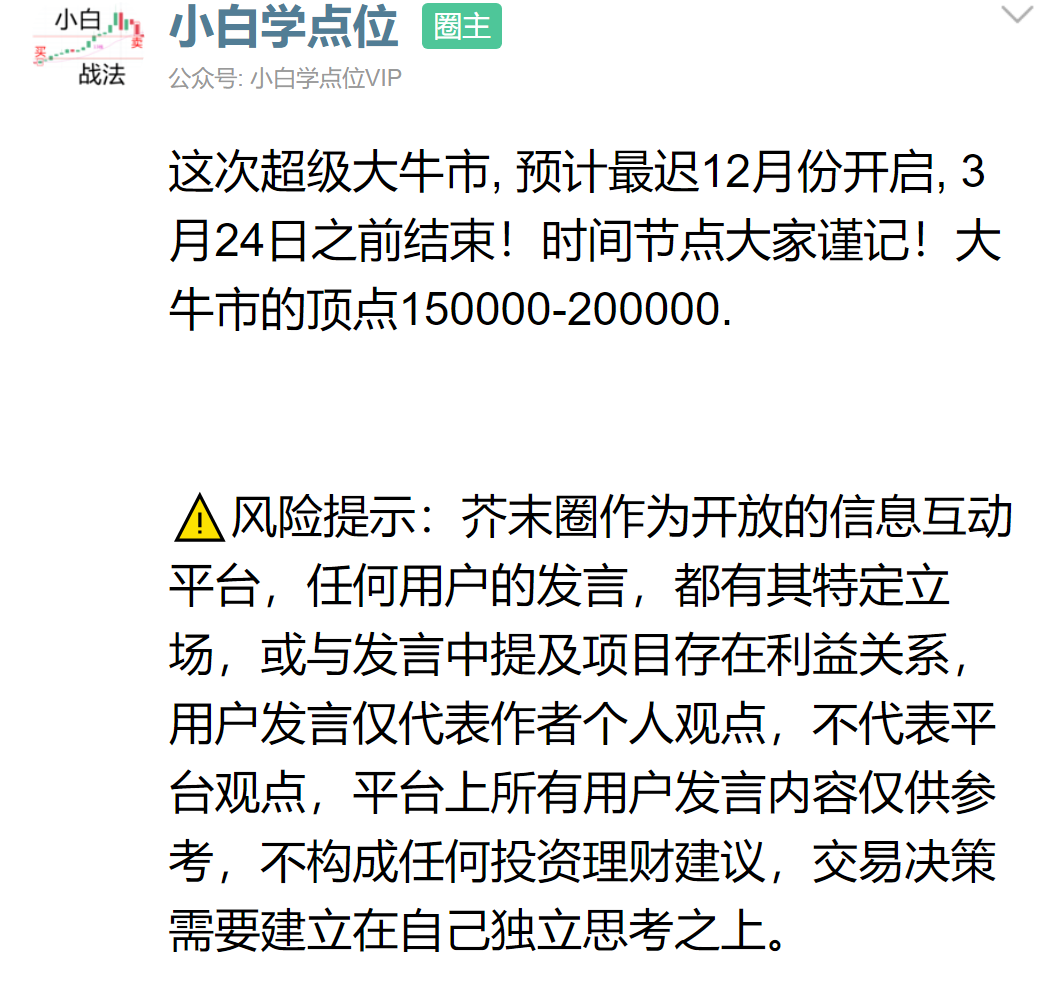 小白
买
卖
战法
小白学点位 圈主
公众号: 小白学点位VIP
这次超级大牛市, 预计最迟12月份开启, 3
月24日之前结束！时间节点大家谨记！大
牛市的顶点150000-200000.
⚠️风险提示：芥末圈作为开放的信息互动
平台，任何用户的发言，都有其特定立
场，或与发言中提及项目存在利益关系，
用户发言仅代表作者个人观点，不代表平
台观点，平台上所有用户发言内容仅供参
考，不构成任何投资理财建议，交易决策
需要建立在自己独立思考之上。